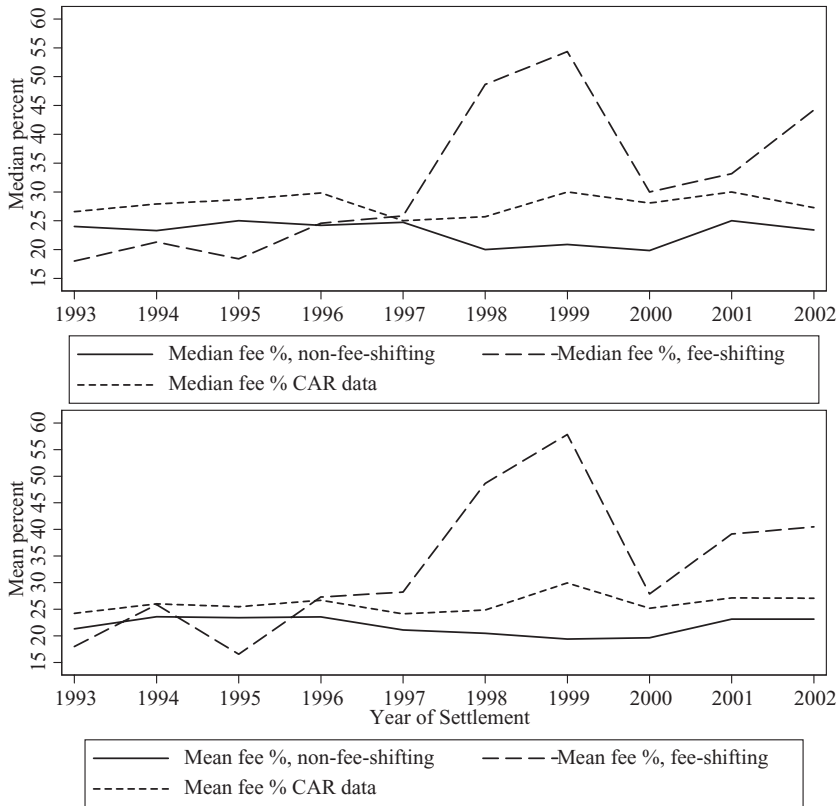 60
55
50
45
40
35
30
25
20
15
Median percent
1993 1994 1995 1996 1997 1998 1999 2000 2001 2002
Median fee %, non-fee-shifting Median fee %, fee-shifting
Median fee % CAR data
60
55
50
45
40
35
30
25
20
15
Mean percent
1993 1994 1995 1996 1997 1998 1999 2000 2001 2002
Year of Settlement
Mean fee %, non-fee-shifting Mean fee %, fee-shifting
Mean fee % CAR data